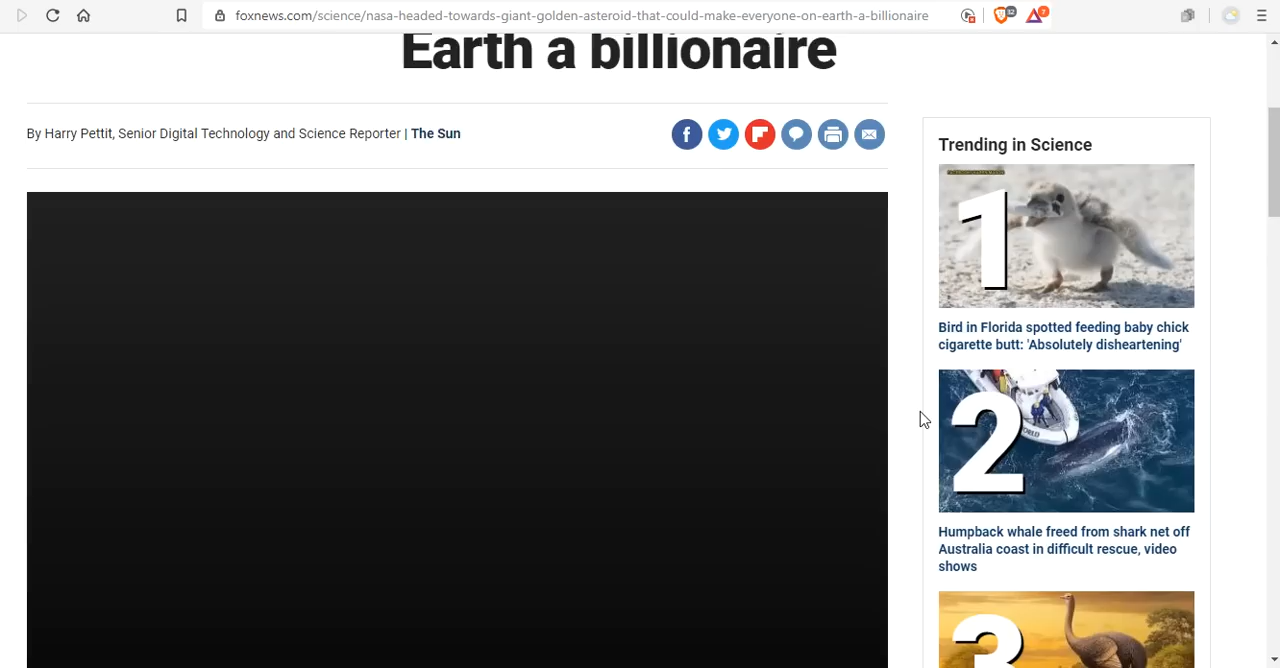 foxnews.com/science/nasa-headed-towards-giant-golden-asteroid-that-could-make-everyone-on-earth-a-billionaire
32
7
Earth a billionaire
By Harry Pettit, Senior Digital Technology and Science Reporter | The Sun
f
Trending in Science
1
Bird in Florida spotted feeding baby chick
cigarette butt: 'Absolutely disheartening'
2
Humpback whale freed from shark net off
Australia coast in difficult rescue, video
shows
3